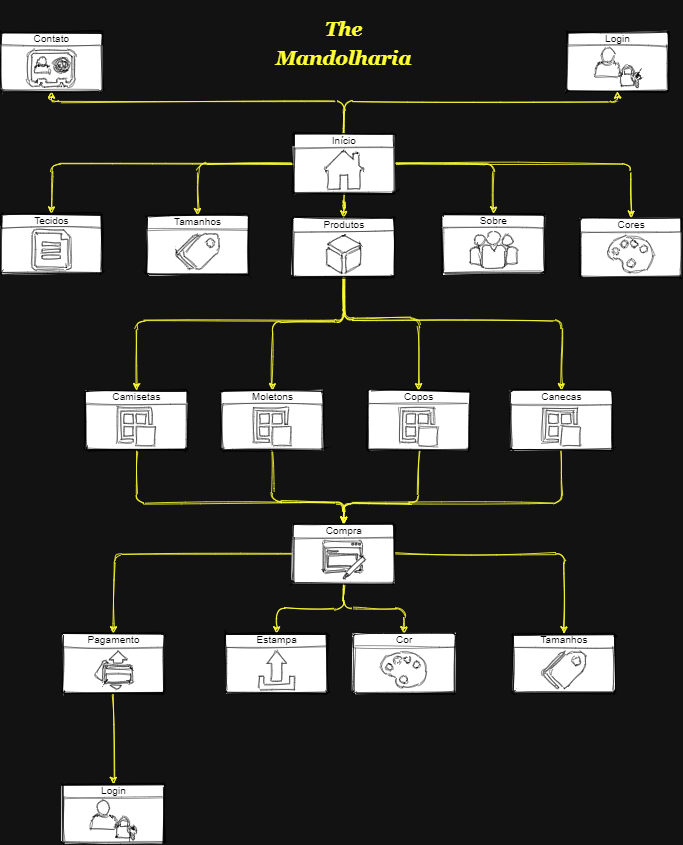 The
Mandolharia
Contato
Login
Início
Tecidos
Tamanhos
Produtos
Sobre
Cores
Camisetas
Moletons
Copos
Canecas
Compra
Pagamento
Estampa
Cor
Tamanhos
Login